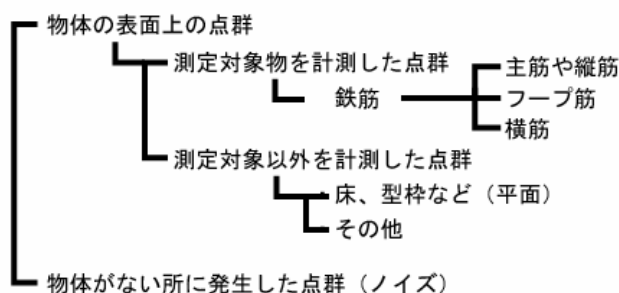 物体の表面上の点群
測定対象物を計測した点群
鉄筋
主筋や縦筋
フープ筋
横筋
測定対象以外を計測した点群
床、型枠など（平面）
その他
物体がない所に発生した点群（ノイズ）